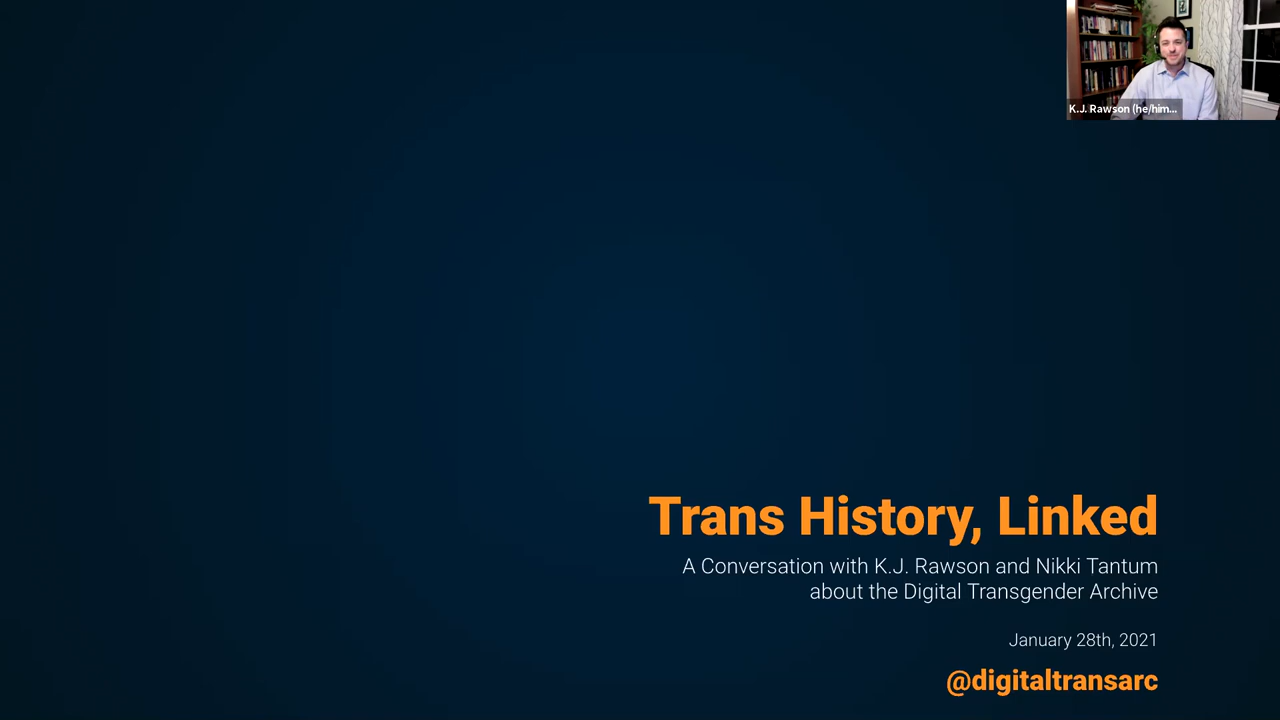 K.J. Rawson (he/him...
Trans History, Linked
A Conversation with K.J. Rawson and Nikki Tantum
about the Digital Transgender Archive
January 28th, 2021
@digitaltransarc